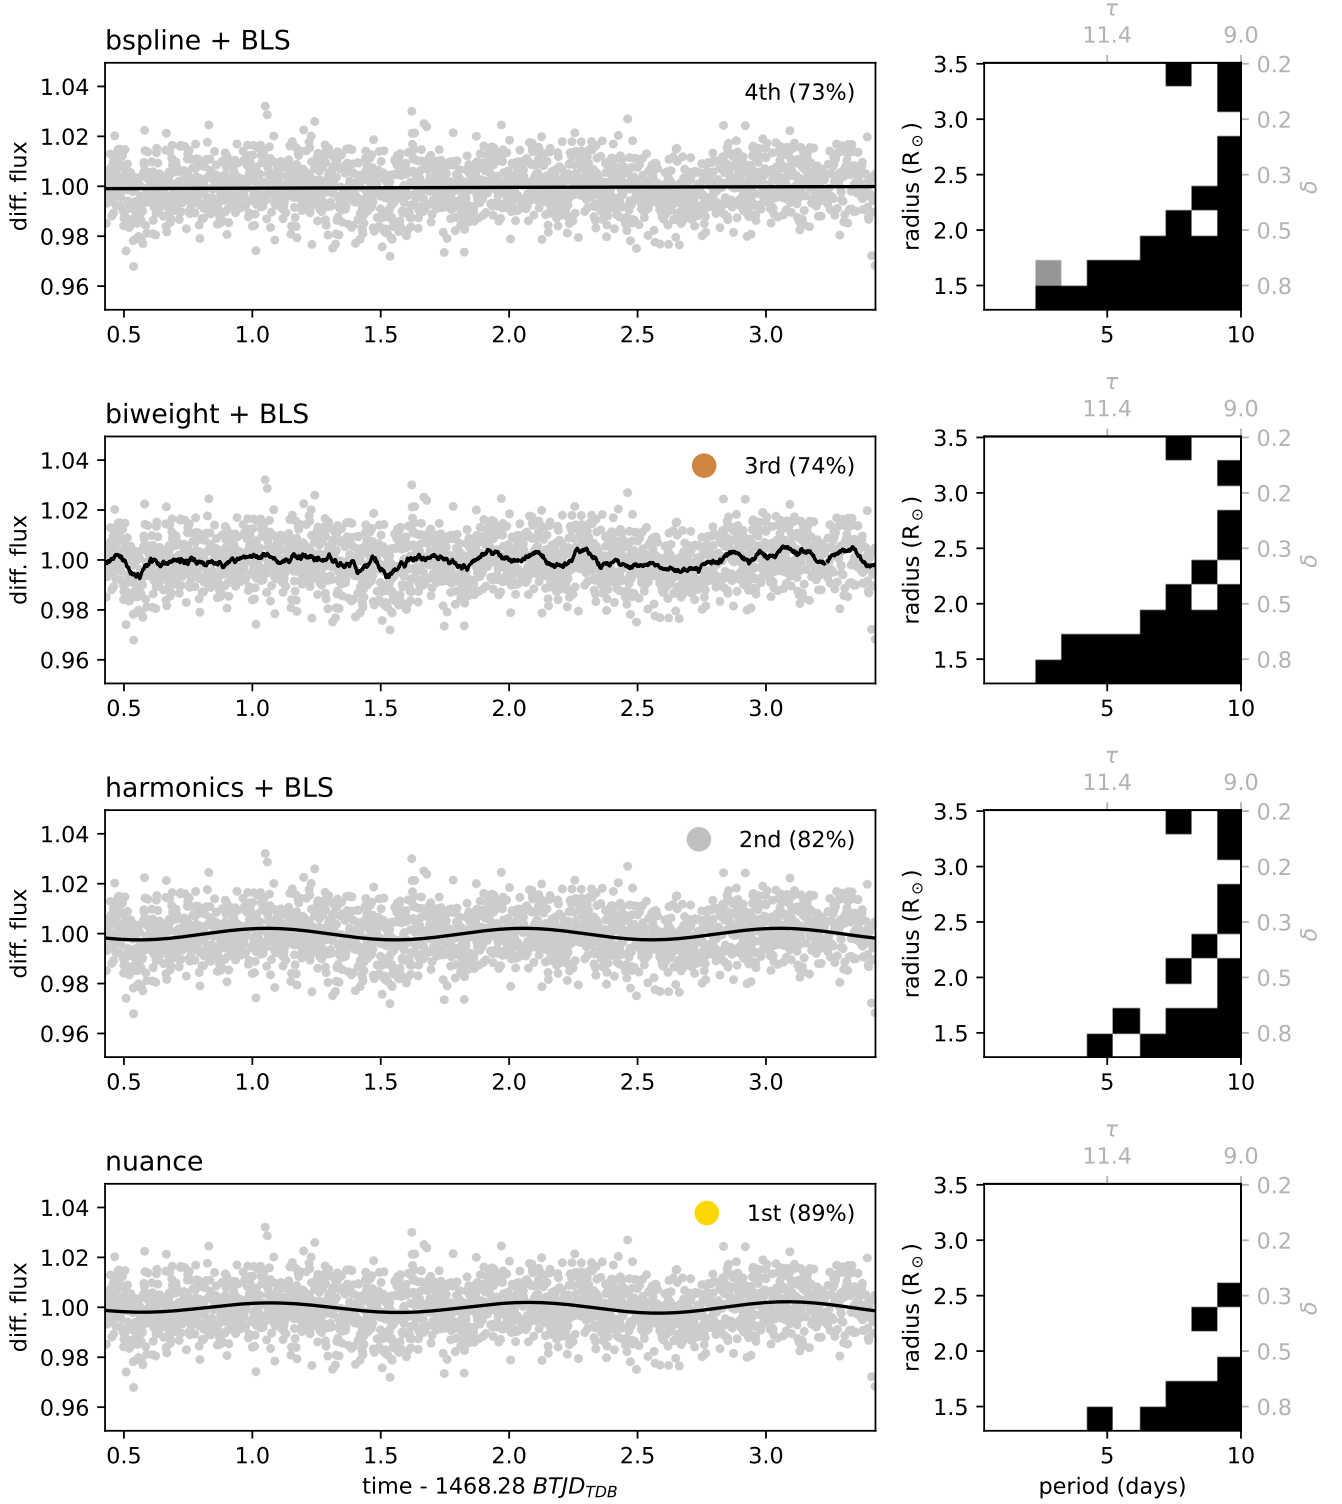 bspline + BLS
4th (73%)
diff. flux
1.04
1.02
1.00
0.98
0.96
0.5 1.0 1.5 2.0 2.5 3.0
τ
11.4 9.0
radius (R⊙)
3.5
3.0
2.5
2.0
1.5
0.2
0.2
0.3
0.5
0.8
δ
5 10
biweight + BLS
3rd (74%)
diff. flux
1.04
1.02
1.00
0.98
0.96
0.5 1.0 1.5 2.0 2.5 3.0
τ
11.4 9.0
radius (R⊙)
3.5
3.0
2.5
2.0
1.5
0.2
0.2
0.3
0.5
0.8
δ
5 10
harmonics + BLS
2nd (82%)
diff. flux
1.04
1.02
1.00
0.98
0.96
0.5 1.0 1.5 2.0 2.5 3.0
τ
11.4 9.0
radius (R⊙)
3.5
3.0
2.5
2.0
1.5
0.2
0.2
0.3
0.5
0.8
δ
5 10
nuance
1st (89%)
diff. flux
1.04
1.02
1.00
0.98
0.96
0.5 1.0 1.5 2.0 2.5 3.0
time - 1468.28 BTJD_TDB
τ
11.4 9.0
radius (R⊙)
3.5
3.0
2.5
2.0
1.5
0.2
0.2
0.3
0.5
0.8
δ
5 10
period (days)